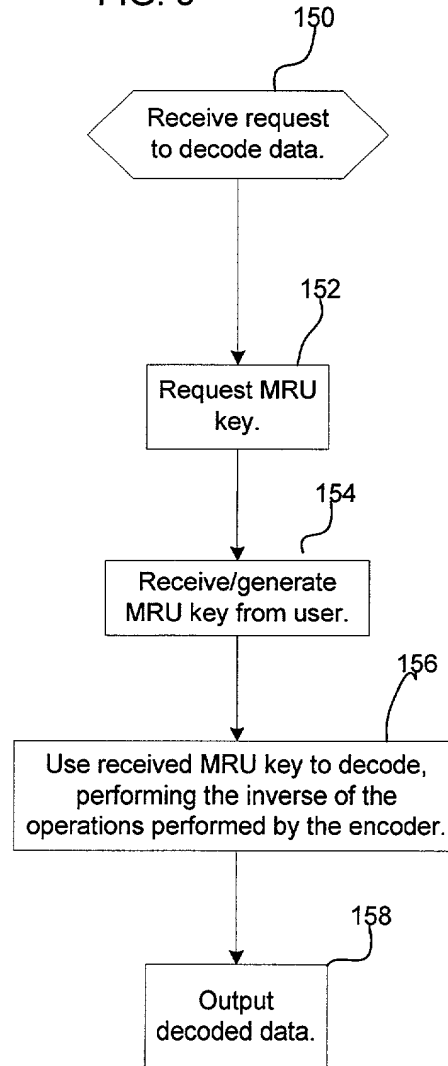 150
Receive request
to decode data.
152
Request MRU
key.
154
Receive/generate
MRU key from user.
156
Use received MRU key to decode,
performing the inverse of the
operations performed by the encoder.
158
Output
decoded data.